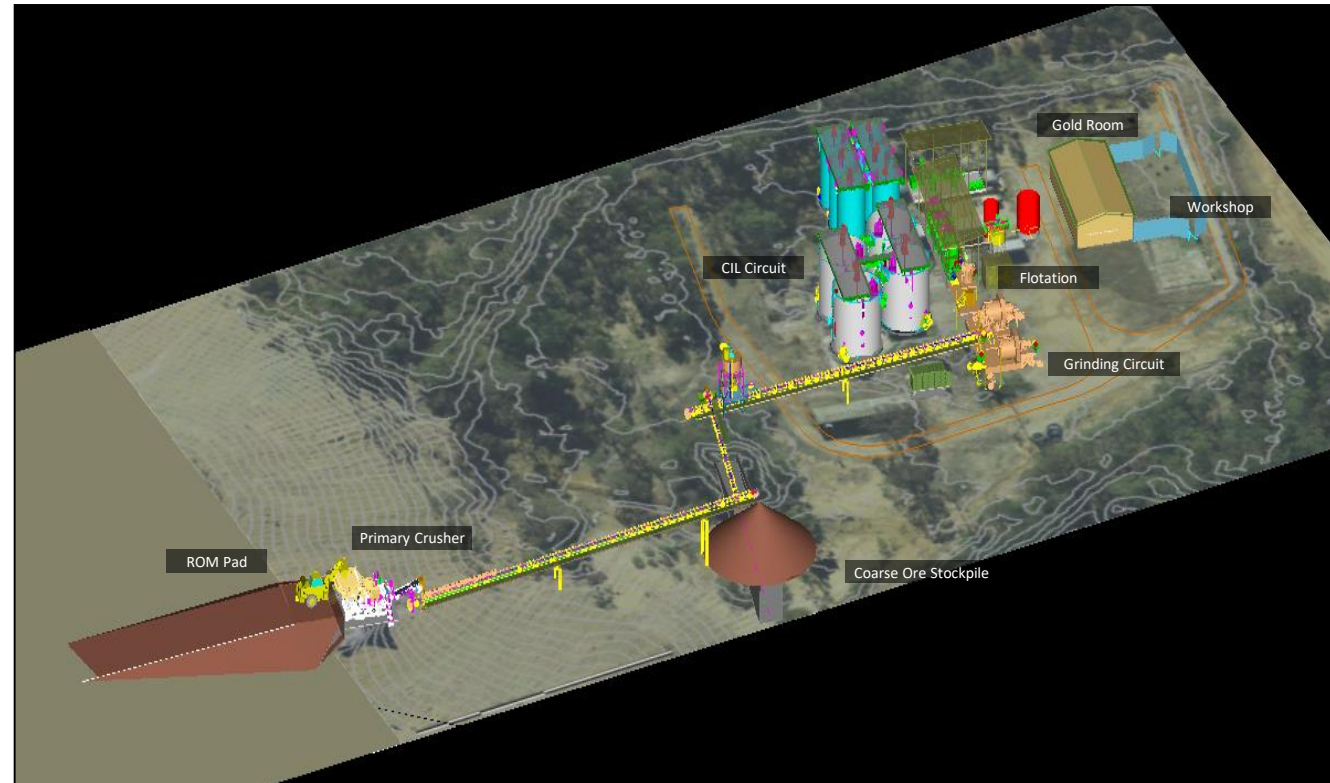 Gold Room
Workshop
CIL Circuit
Flotation
Grinding Circuit
Primary Crusher
ROM Pad
Coarse Ore Stockpile